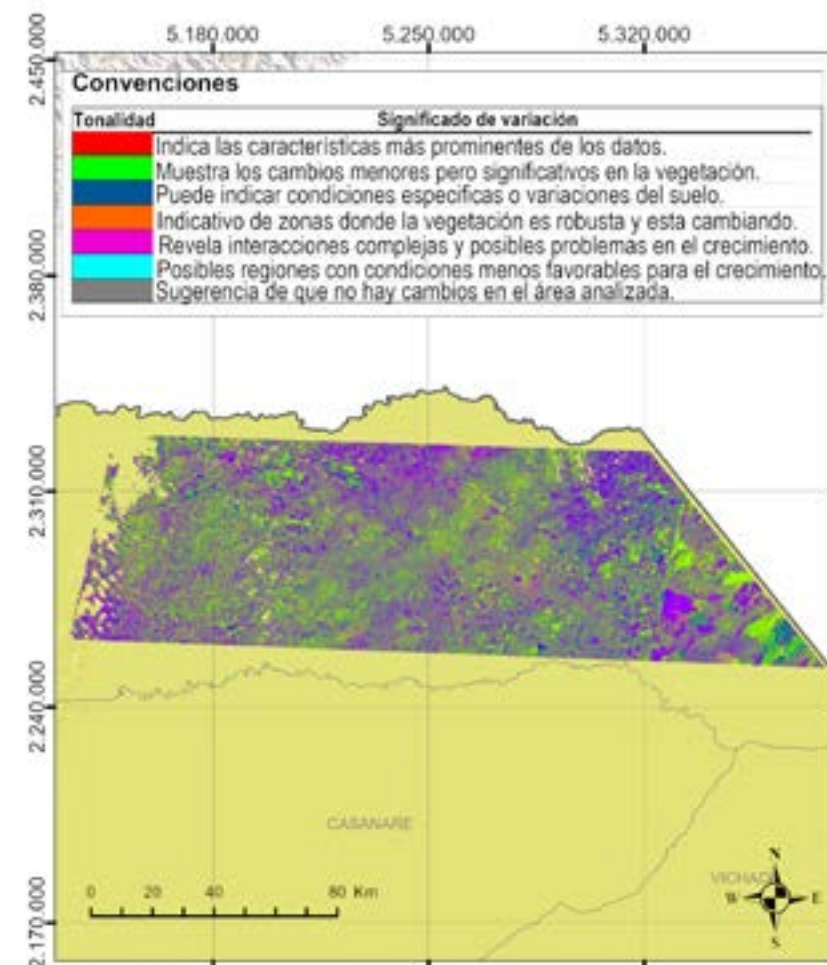 5.180.000 5.250.000 5.320.000
2.450.000
Convenciones
Tonalidad Significado de variación
Indica las características más prominentes de los datos.
Muestra los cambios menores pero significativos en la vegetación.
Puede indicar condiciones especificas o variaciones del suelo.
Indicativo de zonas donde la vegetación es robusta y esta cambiando.
Revela interacciones complejas y posibles problemas en el crecimiento.
Posibles regiones con condiciones menos favorables para el crecimiento.
Sugerencia de que no hay cambios en el área analizada.
2.380.000
2.310.000
2.240.000
CASANARE
VICHADA
N
W E
S
0 20 40 80 Km
2.170.000